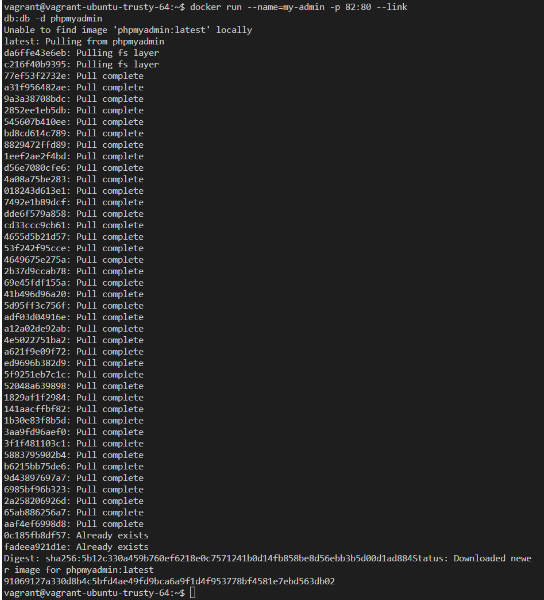 vagrant@vagrant-ubuntu-trusty-64:~$ docker run --name=my-admin -p 82:80 --link
db:db -d phpmyadmin
Unable to find image 'phpmyadmin:latest' locally
latest: Pulling from phpmyadmin
da6ffe43e6eb: Pulling fs layer
c216f40b9395: Pulling fs layer
77ef53f2732e: Pull complete
a31f956482ae: Pull complete
9a3a38708bdc: Pull complete
2852ee1eb5db: Pull complete
545607b410ee: Pull complete
bd8cd614c789: Pull complete
8829472ffd89: Pull complete
1eef2ae2f4bd: Pull complete
d56e7080cfe6: Pull complete
4a08a75be283: Pull complete
018243d613e1: Pull complete
7492e1b89dcf: Pull complete
dde6f579a858: Pull complete
cd33ccc9cb61: Pull complete
4655d5b21d57: Pull complete
53f242f95cce: Pull complete
4649675e275a: Pull complete
2b37d9ccab78: Pull complete
69e45fdf155a: Pull complete
41b496d96a20: Pull complete
5d95ff3c756f: Pull complete
adf03d04916e: Pull complete
a12a02de92ab: Pull complete
4e5022751ba2: Pull complete
a621f9e09f72: Pull complete
ed9696b382d9: Pull complete
5f9251eb7c1c: Pull complete
52048a639898: Pull complete
1829af1f2984: Pull complete
141aacffbf82: Pull complete
1b30e83f8b5d: Pull complete
3aa9fd96aef0: Pull complete
3f1f481103c1: Pull complete
5883795902b4: Pull complete
b6215bb75de6: Pull complete
9d43897697a7: Pull complete
6985bf96b323: Pull complete
2a258206926d: Pull complete
65ab886256a7: Pull complete
aaf4ef6998d8: Pull complete
0c185fb8df57: Already exists
fadeea921d1e: Already exists
Digest: sha256:5b12c330a459b760ef6218e0c7571241b0d14fb858be8d56ebb3b5d00d1ad884Status: Downloaded newe
r image for phpmyadmin:latest
91069127a330d8b4c5bfd4ae49fd9bca6a9f1d4f953778bf4581e7ebd563db02
vagrant@vagrant-ubuntu-trusty-64:~$